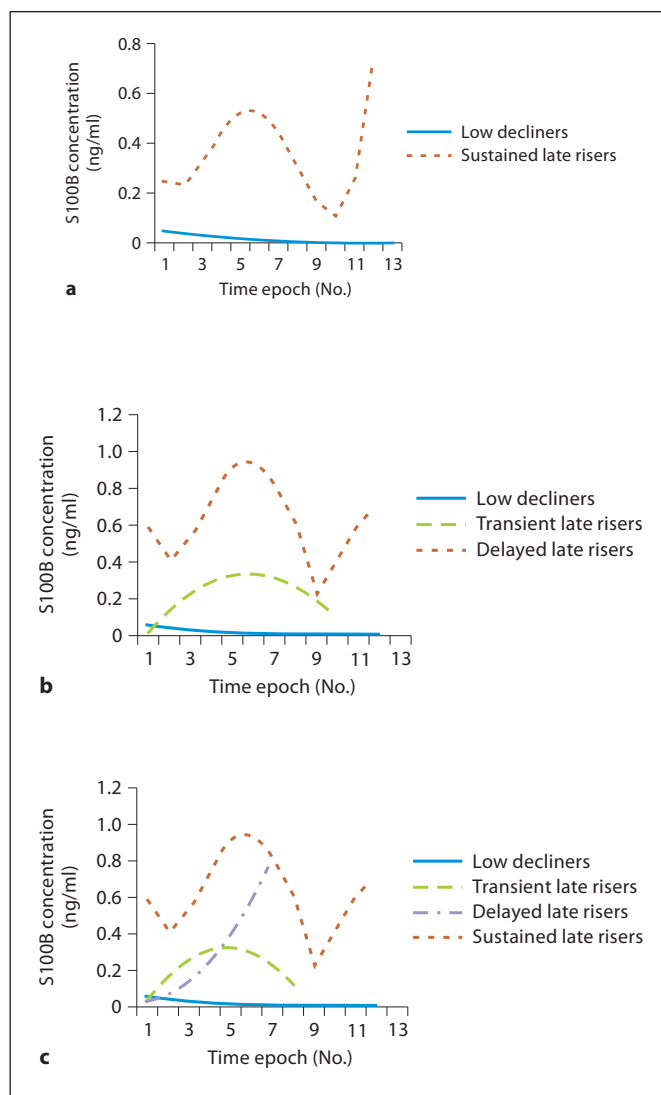 0.8
0.6
0.4
0.2
0
S100B concentration
(ng/ml)
1 3 5 7 9 11 13
Time epoch (No.)
Low decliners
Sustained late risers
a
1.2
1.0
0.8
0.6
0.4
0.2
0
S100B concentration
(ng/ml)
1 3 5 7 9 11 13
Time epoch (No.)
Low decliners
Transient late risers
Delayed late risers
b
1.2
1.0
0.8
0.6
0.4
0.2
0
S100B concentration
(ng/ml)
1 3 5 7 9 11 13
Time epoch (No.)
Low decliners
Transient late risers
Delayed late risers
Sustained late risers
c